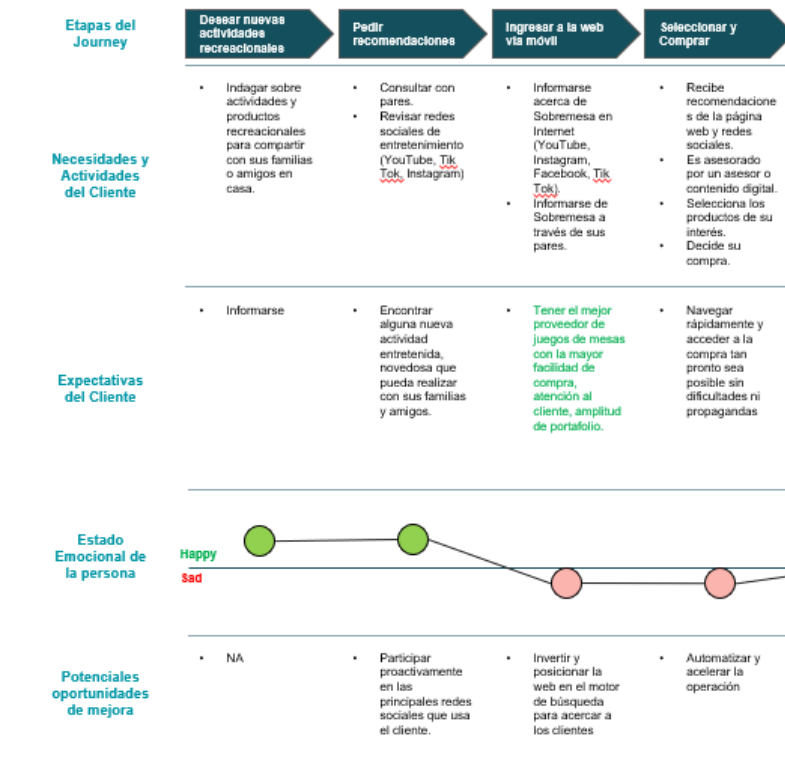 Etapas del
Journey
Desear nuevas
actividades
recreacionales
Pedir
recomendaciones
Ingresar a la web
vía móvil
Seleccionar y
Comprar
Necesidades y
Actividades
del Cliente
• Indagar sobre
actividades y
productos
recreacionales
para compartir
con sus familias
o amigos en
casa.
• Consultar con
pares.
• Revisar redes
sociales de
entretenimiento
(YouTube, Tik
Tok, Instagram)
• Informarse
acerca de
Sobremesa en
Internet
(YouTube,
Instagram,
Facebook, Tik
Tok).
• Informarse de
Sobremesa a
través de sus
pares.
• Recibe
recomendacione
s de la página
web y redes
sociales.
• Es asesorado
por un asesor o
contenido digital.
• Selecciona los
productos de su
interés.
• Decide su
compra.
Expectativas
del Cliente
• Informarse
• Encontrar
alguna nueva
actividad
entretenida,
novedosa que
pueda realizar
con sus familias
y amigos.
• Tener el mejor
proveedor de
juegos de mesas
con la mayor
facilidad de
compra,
atención al
cliente, amplitud
de portafolio.
• Navegar
rápidamente y
acceder a la
compra tan
pronto sea
posible sin
dificultades ni
propagandas
Estado
Emocional de
la persona
Happy
Sad
Potenciales
oportunidades
de mejora
• NA
• Participar
proactivamente
en las
principales redes
sociales que usa
el cliente.
• Invertir y
posicionar la
web en el motor
de búsqueda
para acercar a
los clientes
• Automatizar y
acelerar la
operación